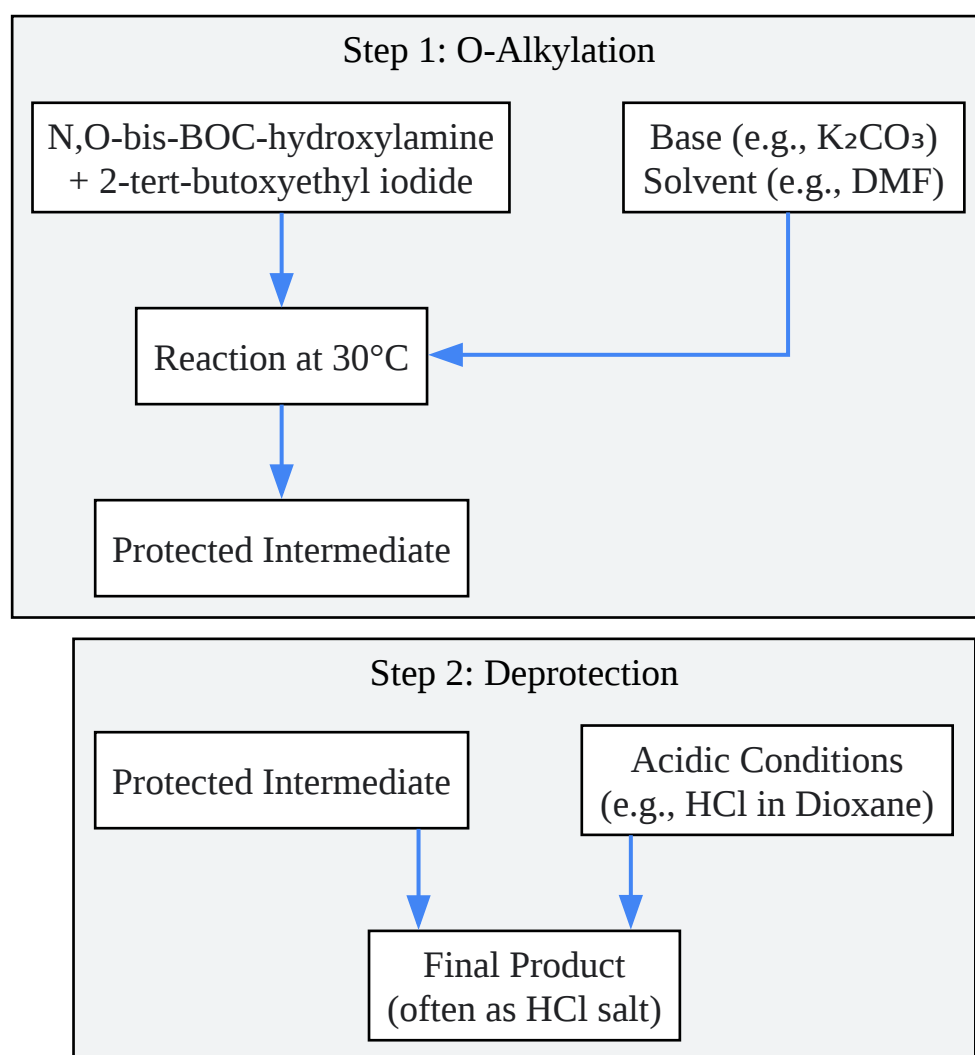 Step 1: O-Alkylation
N,O-bis-BOC-hydroxylamine
+ 2-tert-butoxyethyl iodide
Base (e.g., K₂CO₃)
Solvent (e.g., DMF)
Reaction at 30°C
Protected Intermediate
Step 2: Deprotection
Protected Intermediate
Acidic Conditions
(e.g., HCl in Dioxane)
Final Product
(often as HCl salt)